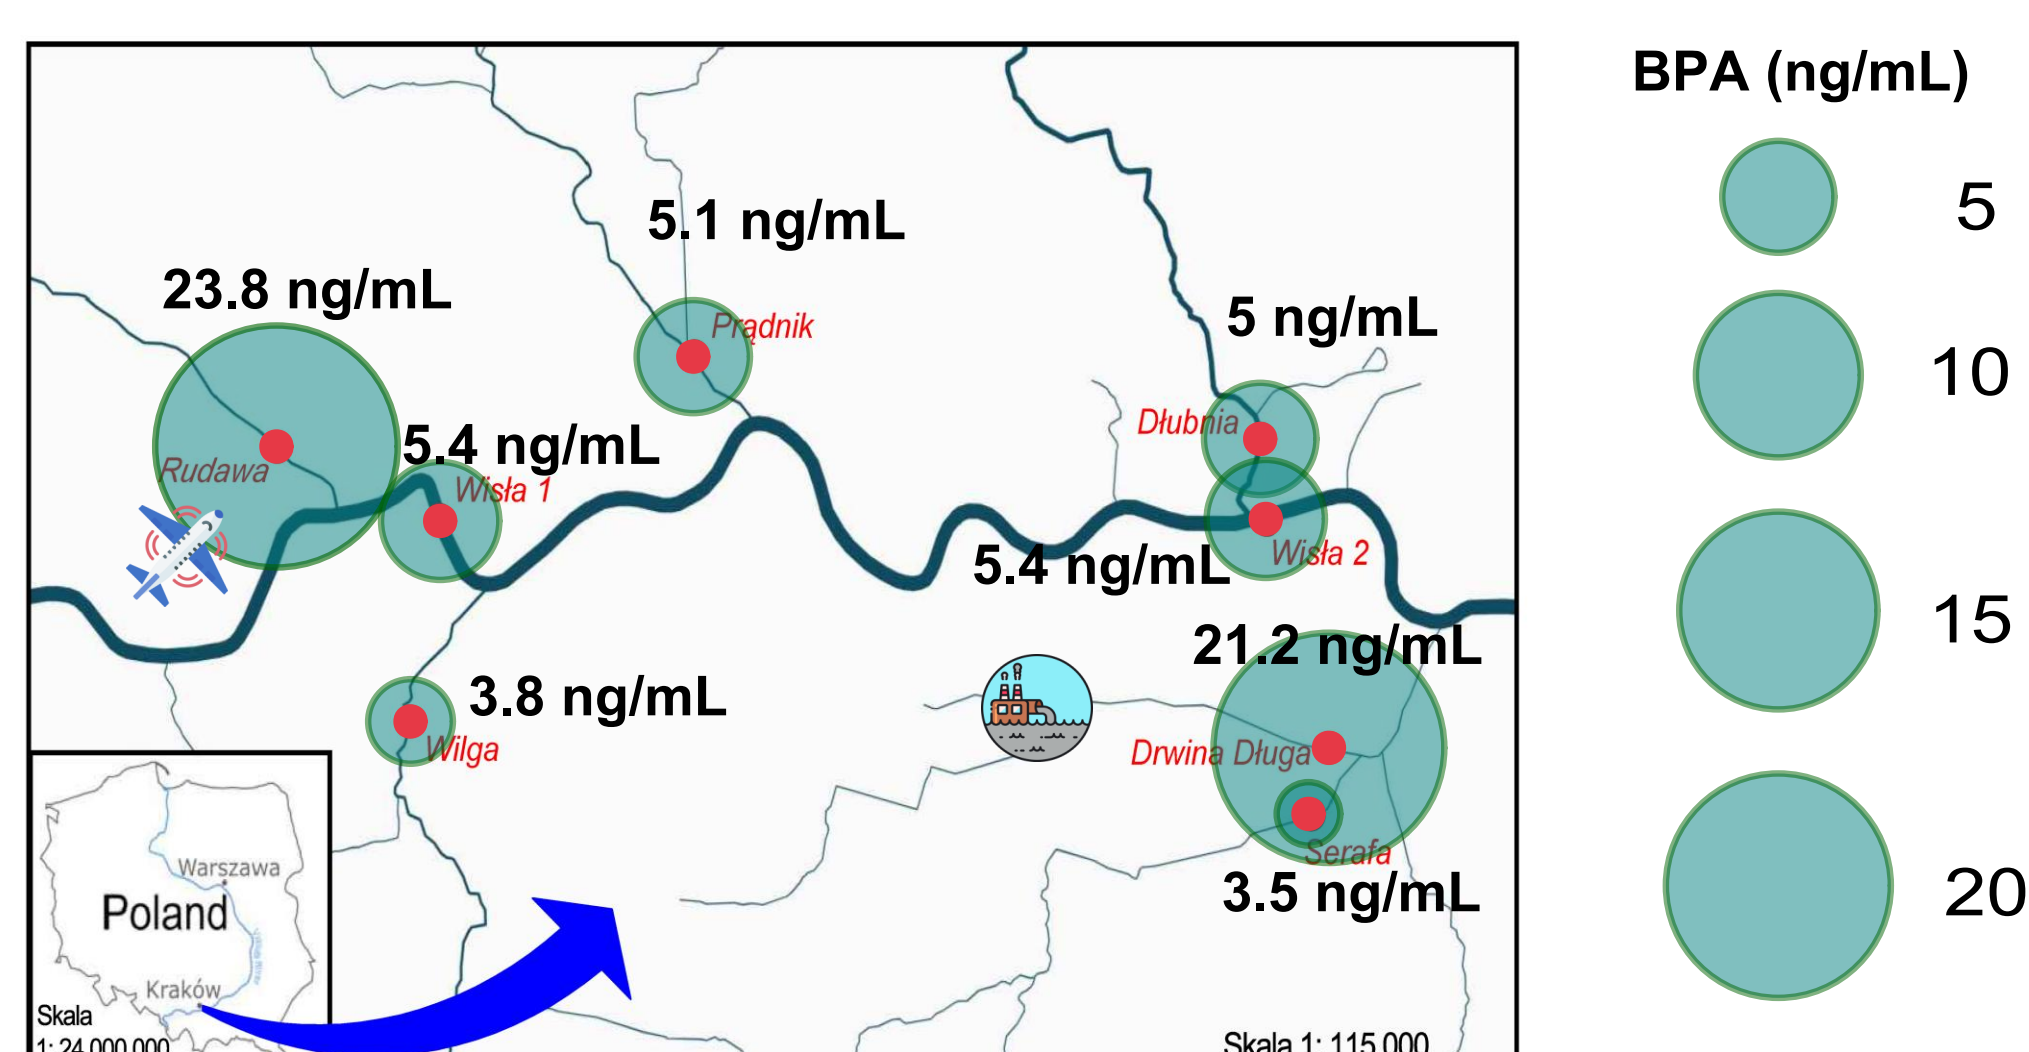 BPA (ng/mL)
5
10
15
20
5.1 ng/mL
Prądnik
23.8 ng/mL
Rudawa
5.4 ng/mL
Wisła 1
5 ng/mL
Dłubnia
5.4 ng/mL
Wisła 2
21.2 ng/mL
Drwina Długa
Serafa
3.5 ng/mL
3.8 ng/mL
Wilga
Warszawa
Poland
Kraków
Skala
1: 24 000 000
Skala 1: 115 000